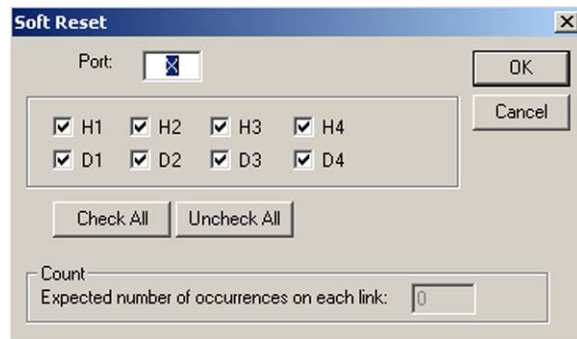 Soft Reset
Port: X
OK
Cancel
H1 H2 H3 H4
D1 D2 D3 D4
Check All Uncheck All
Count
Expected number of occurrences on each link: 0